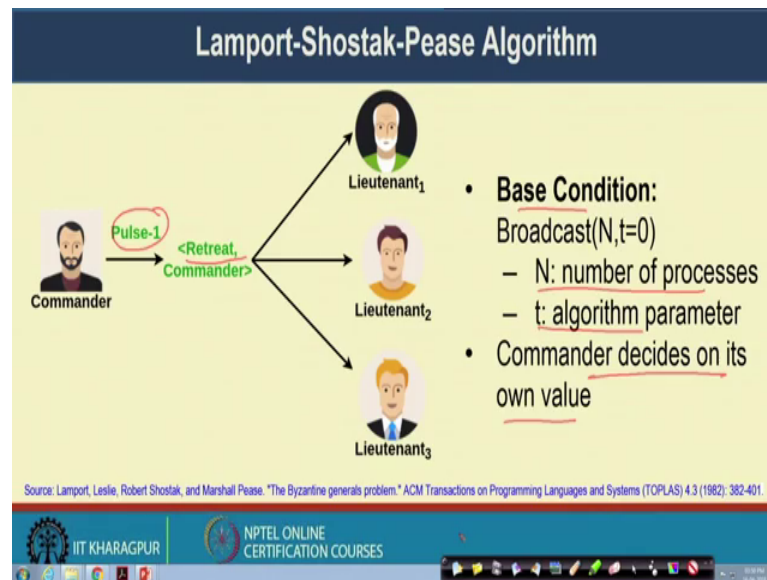 Lamport-Shostak-Pease Algorithm
Lieutenant1
Pulse-1
<Retreat,
Commander>
Commander
Lieutenant2
Lieutenant3
• Base Condition:
Broadcast(N,t=0)
– N: number of processes
– t: algorithm parameter
• Commander decides on its
own value
Source: Lamport, Leslie, Robert Shostak, and Marshall Pease. "The Byzantine generals problem." ACM Transactions on Programming Languages and Systems (TOPLAS) 4.3 (1982): 382-401.
IIT KHARAGPUR
NPTEL ONLINE
CERTIFICATION COURSES